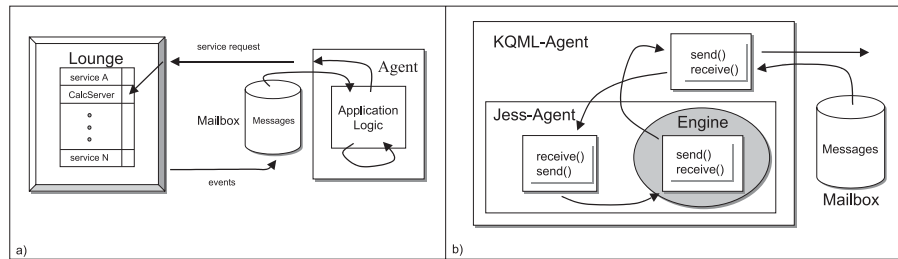 Lounge
service A
CalcServer
service N
service request
events
Mailbox
Messages
Agent
Application
Logic
a)
KQML-Agent
send()
receive()
Jess-Agent
receive()
send()
Engine
send()
receive()
Messages
Mailbox
b)